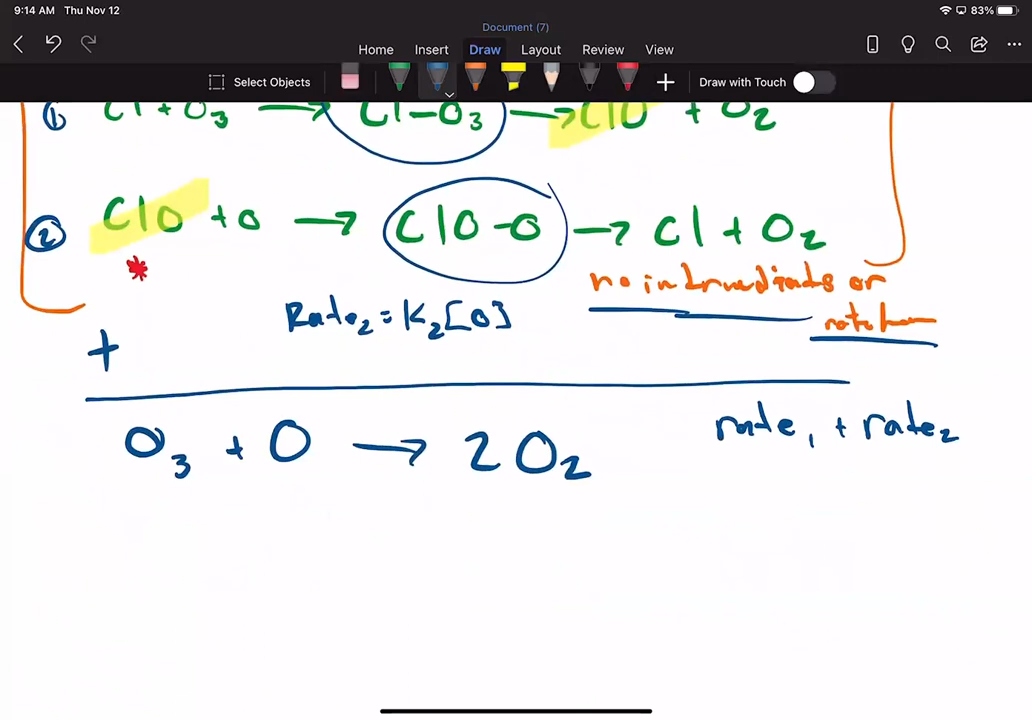 9:14 AM Thu Nov 12
83%
Document (7)
Home Insert Draw Layout Review View
Select Objects
Draw with Touch
① Cl + O₃ → Cl-O₃ → ClO + O₂
② ClO + O → ClO-O → Cl + O₂
*
no intrmediats or
Rate₂ = K₂[O]
+
O₃ + O → 2O₂
rate₁ + rate₂